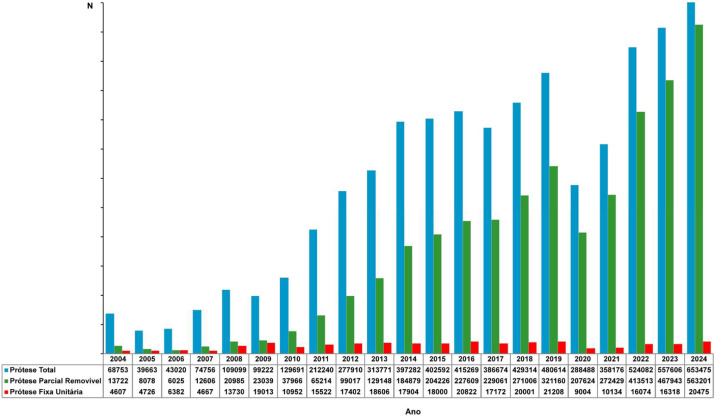 N
2004 2005 2006 2007 2008 2009 2010 2011 2012 2013 2014 2015 2016 2017 2018 2019 2020 2021 2022 2023 2024
Prótese Total 68753 39663 43020 74756 109099 99222 129691 212240 277910 313771 397282 402592 415269 386674 429314 480614 288488 358176 524082 557606 653475
Prótese Parcial Removível 13722 8078 6025 12606 20985 23039 37966 65214 99017 129148 184879 204226 227609 229061 271006 321160 207624 272429 413513 467943 563201
Prótese Fixa Unitária 4607 4726 6382 4667 13730 19013 10952 15522 17402 18606 17904 18000 20822 17172 20001 21208 9004 10134 16074 16318 20475
Ano